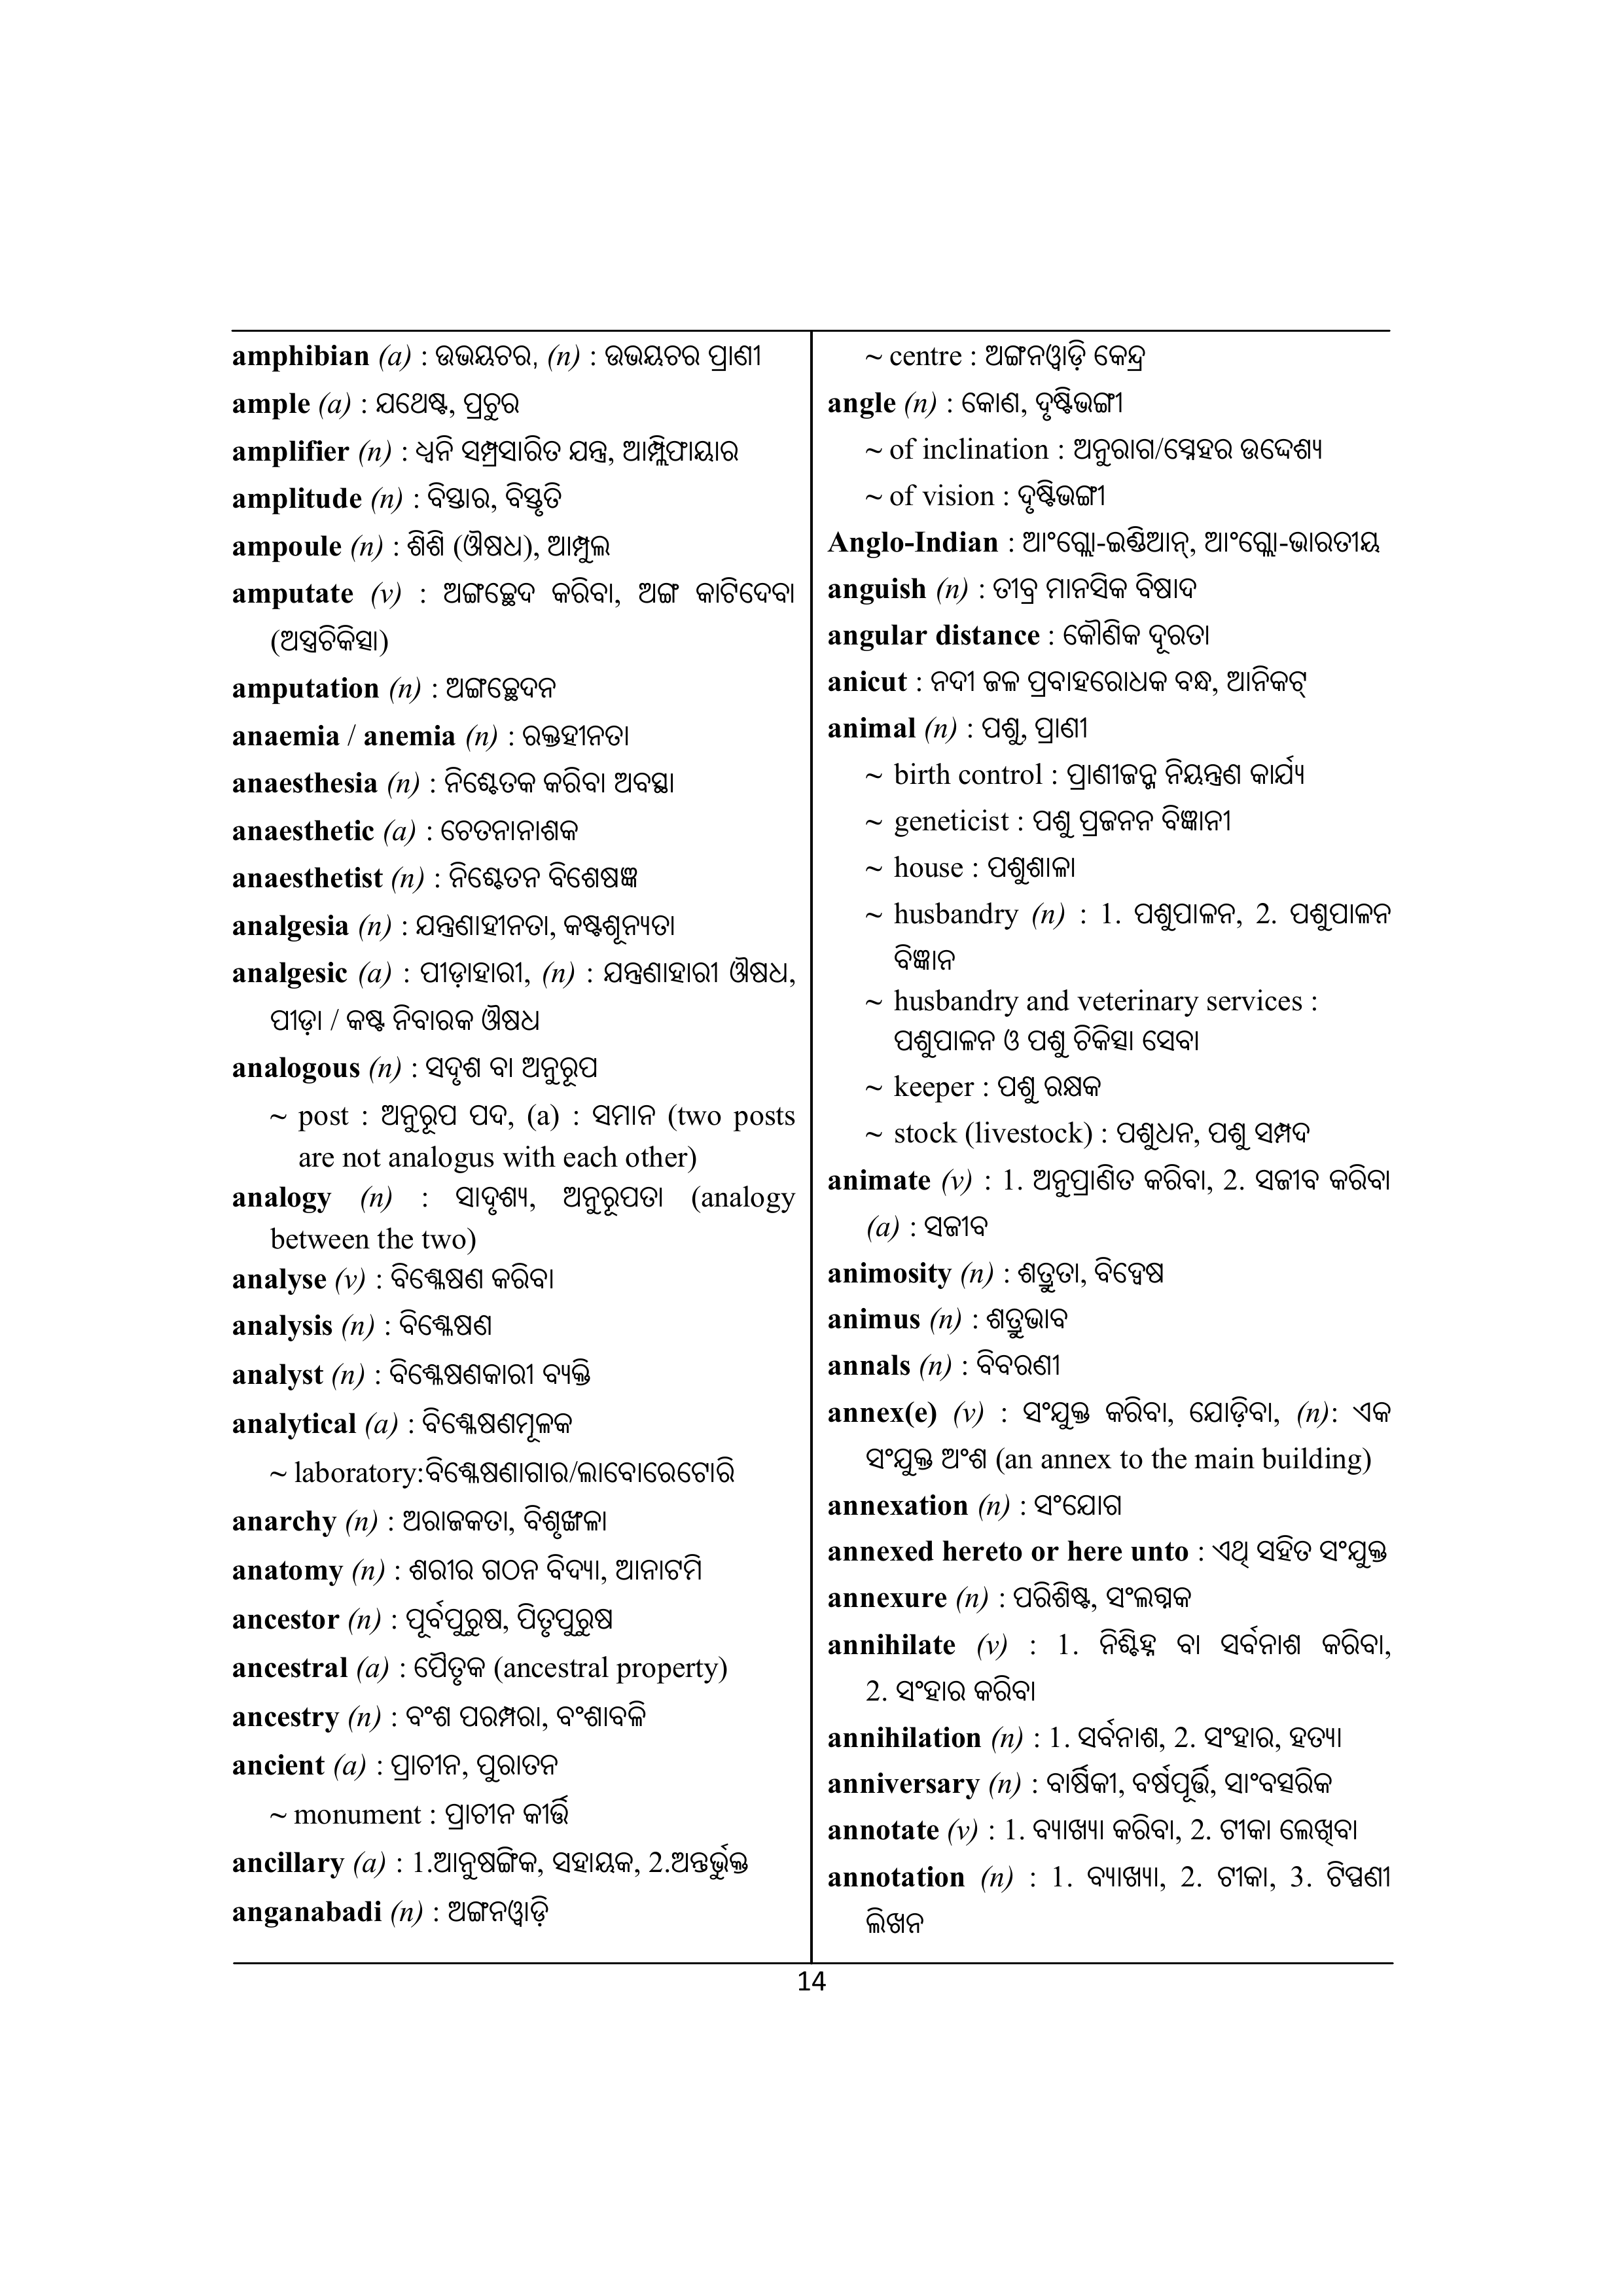 amphibian (a) : ଉଭୟଚର, (n) : ଉଭୟଚର ପ୍ରାଣୀ
ample (a) : ଯଥେଷ୍ଟ, ପ୍ରଚୁର
amplifier (n) : ଧ୍ୱନି ସମ୍ପ୍ରସାରିତ ଯନ୍ତ୍ର, ଆମ୍ପ୍ଲିଫାୟାର
amplitude (n) : ବିସ୍ତାର, ବିସ୍ତୃତି
ampoule (n) : ଶିଶି (ଔଷଧ), ଆମ୍ପୁଲ
amputate (v) : ଅଙ୍ଗଚ୍ଛେଦ କରିବା, ଅଙ୍ଗ କାଟିଦେବା
(ଅସ୍ତ୍ରଚିକିତ୍ସା)
amputation (n) : ଅଙ୍ଗଚ୍ଛେଦନ
anaemia / anemia (n) : ରକ୍ତହୀନତା
anaesthesia (n) : ନିଶ୍ଚେତକ କରିବା ଅବସ୍ଥା
anaesthetic (a) : ଚେତନାନାଶକ
anaesthetist (n) : ନିଶ୍ଚେତନ ବିଶେଷଜ୍ଞ
analgesia (n) : ଯନ୍ତ୍ରଣାହୀନତା, କଷ୍ଟଶୂନ୍ୟତା
analgesic (a) : ପୀଡ଼ାହାରୀ, (n) : ଯନ୍ତ୍ରଣାହାରୀ ଔଷଧ,
ପୀଡ଼ା / କଷ୍ଟ ନିବାରକ ଔଷଧ
analogous (n) : ସଦୃଶ ବା ଅନୁରୂପ
~ post : ଅନୁରୂପ ପଦ, (a) : ସମାନ (two posts
are not analogus with each other)
analogy (n) : ସାଦୃଶ୍ୟ, ଅନୁରୂପତା (analogy
between the two)
analyse (v) : ବିଶ୍ଳେଷଣ କରିବା
analysis (n) : ବିଶ୍ଳେଷଣ
analyst (n) : ବିଶ୍ଳେଷଣକାରୀ ବ୍ୟକ୍ତି
analytical (a) : ବିଶ୍ଳେଷଣମୂଳକ
~ laboratory:ବିଶ୍ଳେଷଣାଗାର/ଲାବୋରେଟୋରି
anarchy (n) : ଅରାଜକତା, ବିଶୃଙ୍ଖଳା
anatomy (n) : ଶରୀର ଗଠନ ବିଦ୍ୟା, ଆନାଟମି
ancestor (n) : ପୂର୍ବପୁରୁଷ, ପିତୃପୁରୁଷ
ancestral (a) : ପୈତୃକ (ancestral property)
ancestry (n) : ବଂଶ ପରମ୍ପରା, ବଂଶାବଳି
ancient (a) : ପ୍ରାଚୀନ, ପୁରାତନ
~ monument : ପ୍ରାଚୀନ କୀର୍ତ୍ତି
ancillary (a) : 1.ଆନୁଷଙ୍ଗିକ, ସହାୟକ, 2.ଅନ୍ତର୍ଭୁକ୍ତ
anganabadi (n) : ଅଙ୍ଗନୱାଡ଼ି
~ centre : ଅଙ୍ଗନୱାଡ଼ି କେନ୍ଦ୍ର
angle (n) : କୋଣ, ଦୃଷ୍ଟିଭଙ୍ଗୀ
~ of inclination : ଅନୁରାଗ/ସ୍ନେହର ଉଦ୍ଦେଶ୍ୟ
~ of vision : ଦୃଷ୍ଟିଭଙ୍ଗୀ
Anglo-Indian : ଆଂଗ୍ଲୋ-ଇଣ୍ଡିଆନ୍, ଆଂଗ୍ଲୋ-ଭାରତୀୟ
anguish (n) : ତୀବ୍ର ମାନସିକ ବିଷାଦ
angular distance : କୌଣିକ ଦୂରତା
anicut : ନଦୀ ଜଳ ପ୍ରବାହରୋଧକ ବନ୍ଧ, ଆନିକଟ୍
animal (n) : ପଶୁ, ପ୍ରାଣୀ
~ birth control : ପ୍ରାଣୀଜନ୍ମ ନିୟନ୍ତ୍ରଣ କାର୍ଯ୍ୟ
~ geneticist : ପଶୁ ପ୍ରଜନନ ବିଜ୍ଞାନୀ
~ house : ପଶୁଶାଳା
~ husbandry (n) : 1. ପଶୁପାଳନ, 2. ପଶୁପାଳନ
ବିଜ୍ଞାନ
~ husbandry and veterinary services :
ପଶୁପାଳନ ଓ ପଶୁ ଚିକିତ୍ସା ସେବା
~ keeper : ପଶୁ ରକ୍ଷକ
~ stock (livestock) : ପଶୁଧନ, ପଶୁ ସମ୍ପଦ
animate (v) : 1. ଅନୁପ୍ରାଣିତ କରିବା, 2. ସଜୀବ କରିବା
(a) : ସଜୀବ
animosity (n) : ଶତ୍ରୁତା, ବିଦ୍ୱେଷ
animus (n) : ଶତ୍ରୁଭାବ
annals (n) : ବିବରଣୀ
annex(e) (v) : ସଂଯୁକ୍ତ କରିବା, ଯୋଡ଼ିବା, (n): ଏକ
ସଂଯୁକ୍ତ ଅଂଶ (an annex to the main building)
annexation (n) : ସଂଯୋଗ
annexed hereto or here unto : ଏଥି ସହିତ ସଂଯୁକ୍ତ
annexure (n) : ପରିଶିଷ୍ଟ, ସଂଲଗ୍ନକ
annihilate (v) : 1. ନିଶ୍ଚିହ୍ନ ବା ସର୍ବନାଶ କରିବା,
2. ସଂହାର କରିବା
annihilation (n) : 1. ସର୍ବନାଶ, 2. ସଂହାର, ହତ୍ୟା
anniversary (n) : ବାର୍ଷିକୀ, ବର୍ଷପୂର୍ତ୍ତି, ସାଂବତ୍ସରିକ
annotate (v) : 1. ବ୍ୟାଖ୍ୟା କରିବା, 2. ଟୀକା ଲେଖିବା
annotation (n) : 1. ବ୍ୟାଖ୍ୟା, 2. ଟୀକା, 3. ଟିପ୍ପଣୀ
ଲିଖନ
14